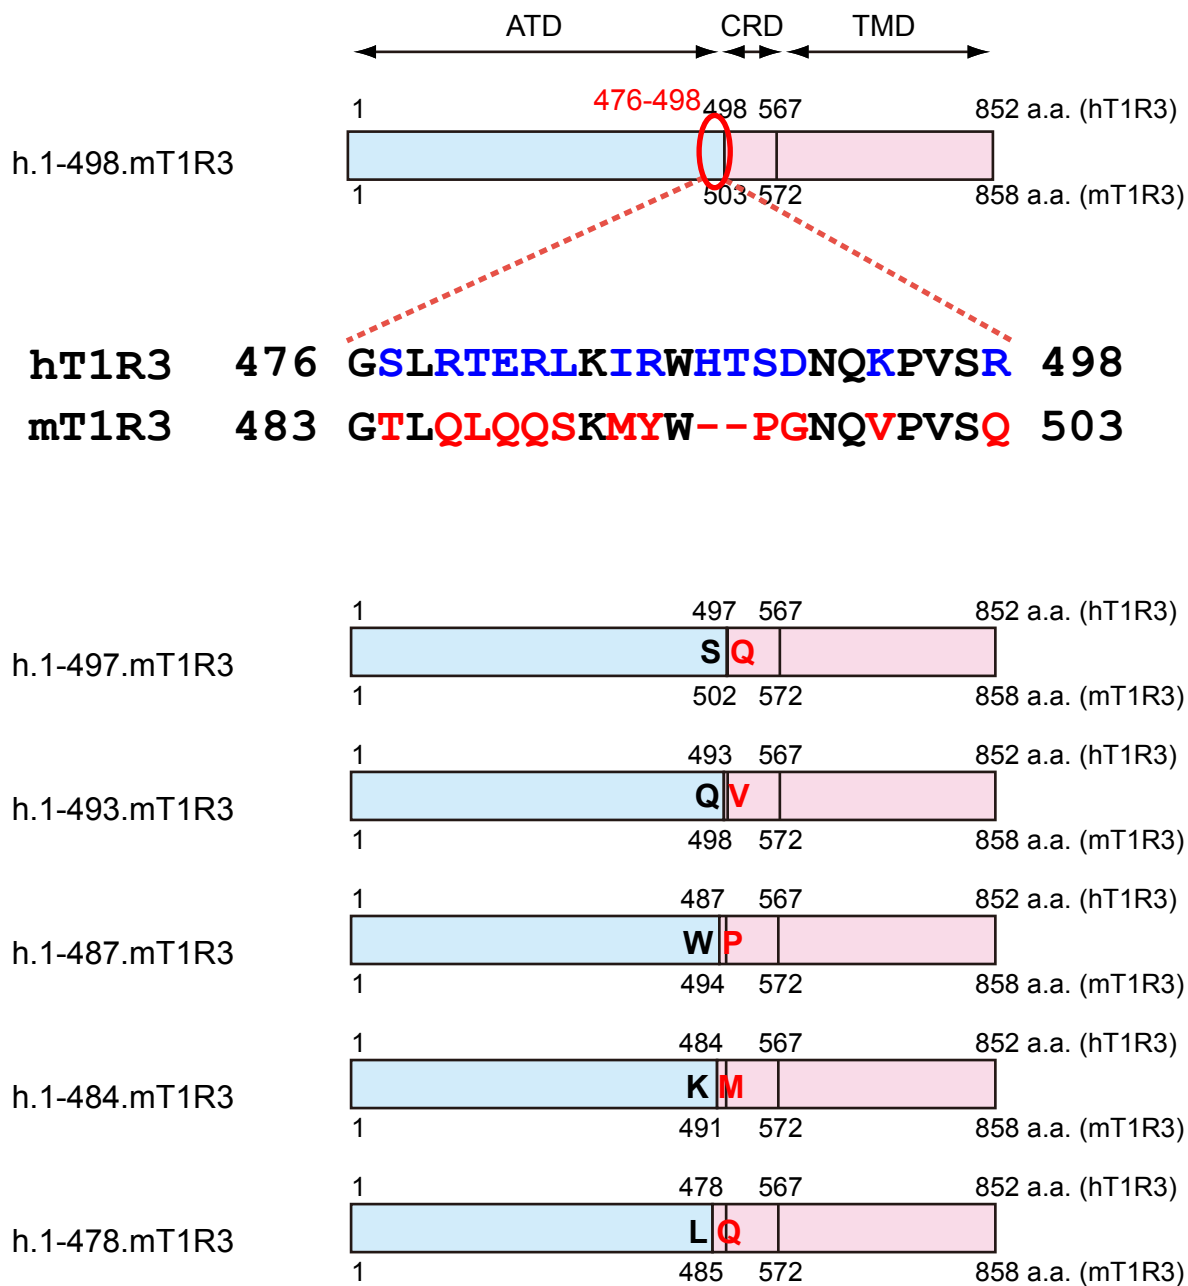 ATD CRD TMD
476-498
1 498 567 852 a.a. (hT1R3)
h.1-498.mT1R3
1 503 572 858 a.a. (mT1R3)
hT1R3 476 GSLRTERLKIRWHTSDNQKPVSR 498
mT1R3 483 GTLQLQQSKMYW--PGNQVPVSQ 503
1 497 567 852 a.a. (hT1R3)
h.1-497.mT1R3 S Q
1 502 572 858 a.a. (mT1R3)
1 493 567 852 a.a. (hT1R3)
h.1-493.mT1R3 Q V
1 498 572 858 a.a. (mT1R3)
1 487 567 852 a.a. (hT1R3)
h.1-487.mT1R3 W P
1 494 572 858 a.a. (mT1R3)
1 484 567 852 a.a. (hT1R3)
h.1-484.mT1R3 K M
1 491 572 858 a.a. (mT1R3)
1 478 567 852 a.a. (hT1R3)
h.1-478.mT1R3 L Q
1 485 572 858 a.a. (mT1R3)